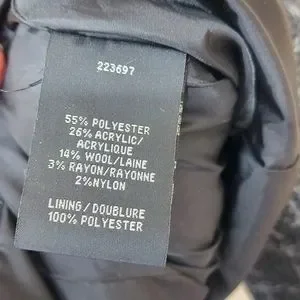 223697
55% POLYESTER
26% ACRYLIC/
ACRYLIQUE
14% WOOL/LAINE
3% RAYON/RAYONNE
2%NYLON
LINING/DOUBLURE
100% POLYESTER